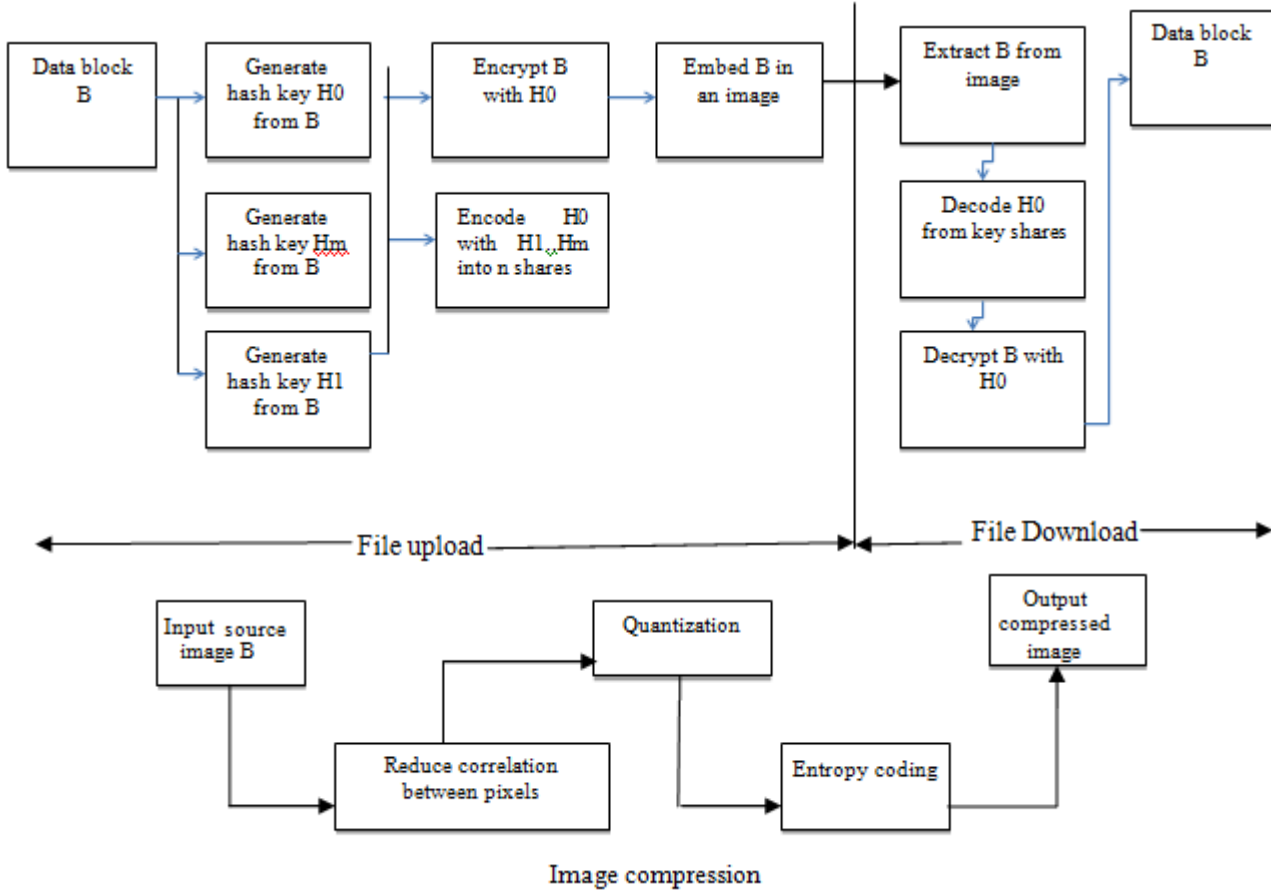 Data block
B
Generate
hash key H0
from B
Encrypt B
with H0
Embed B in
an image
Extract B from
image
Data block
B
Generate
hash key Hm
from B
Encode H0
with H1,,Hm
into n shares
Decode H0
from key shares
Generate
hash key H1
from B
Decrypt B with
H0
File upload
File Download
Input source
image B
Quantization
Output
compressed
image
Reduce correlation
between pixels
Entropy coding
Image compression